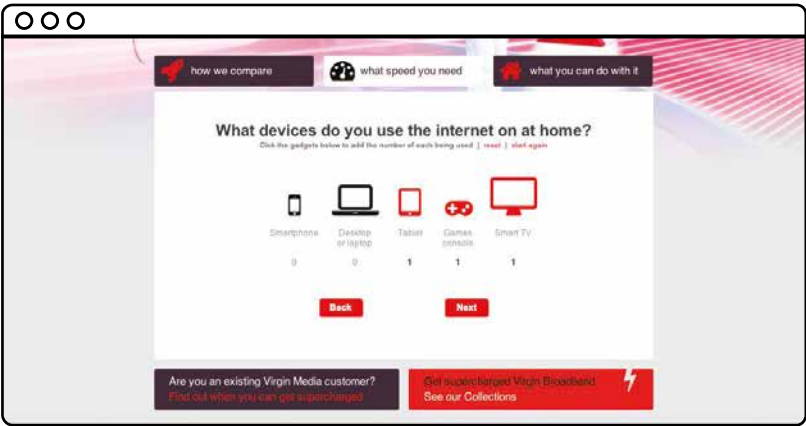 how we compare
what speed you need
what you can do with it
What devices do you use the internet on at home?
Click the gadgets below to add the number of each being used | reset | start again
Smartphone
Desktop
or laptop
Tablet
Games
console
Smart TV
0
0
1
1
1
Back
Next
Are you an existing Virgin Media customer?
Find out when you can get supercharged
Get supercharged Virgin Broadband
See our Collections